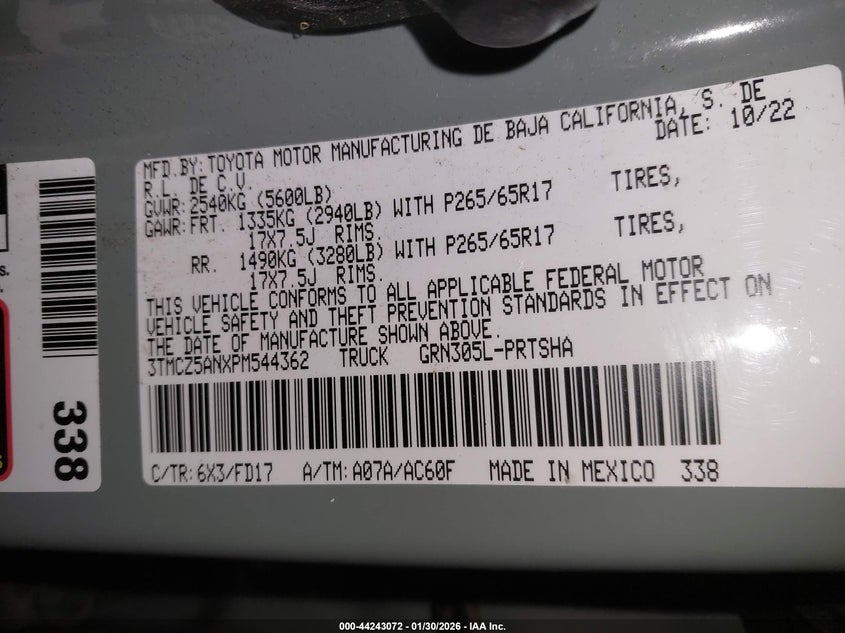 MFD.BY:TOYOTA MOTOR MANUFACTURING DE BAJA CALIFORNIA, S. DE
R.L. DE C.V. DATE: 10/22
GVWR:2540KG (5600LB)
GAWR:FRT. 1335KG (2940LB) WITH P265/65R17 TIRES,
17X7.5J RIMS.
RR. 1490KG (3280LB) WITH P265/65R17 TIRES,
17X7.5J RIMS.
THIS VEHICLE CONFORMS TO ALL APPLICABLE FEDERAL MOTOR
VEHICLE SAFETY AND THEFT PREVENTION STANDARDS IN EFFECT ON
THE DATE OF MANUFACTURE SHOWN ABOVE.
3TMCZ5ANXPM544362 TRUCK GRN305L-PRTSHA
C/TR:6X3/FD17 A/TM:A07A/AC60F MADE IN MEXICO 338
338
000-44243072 - 01/30/2026 - IAA Inc.